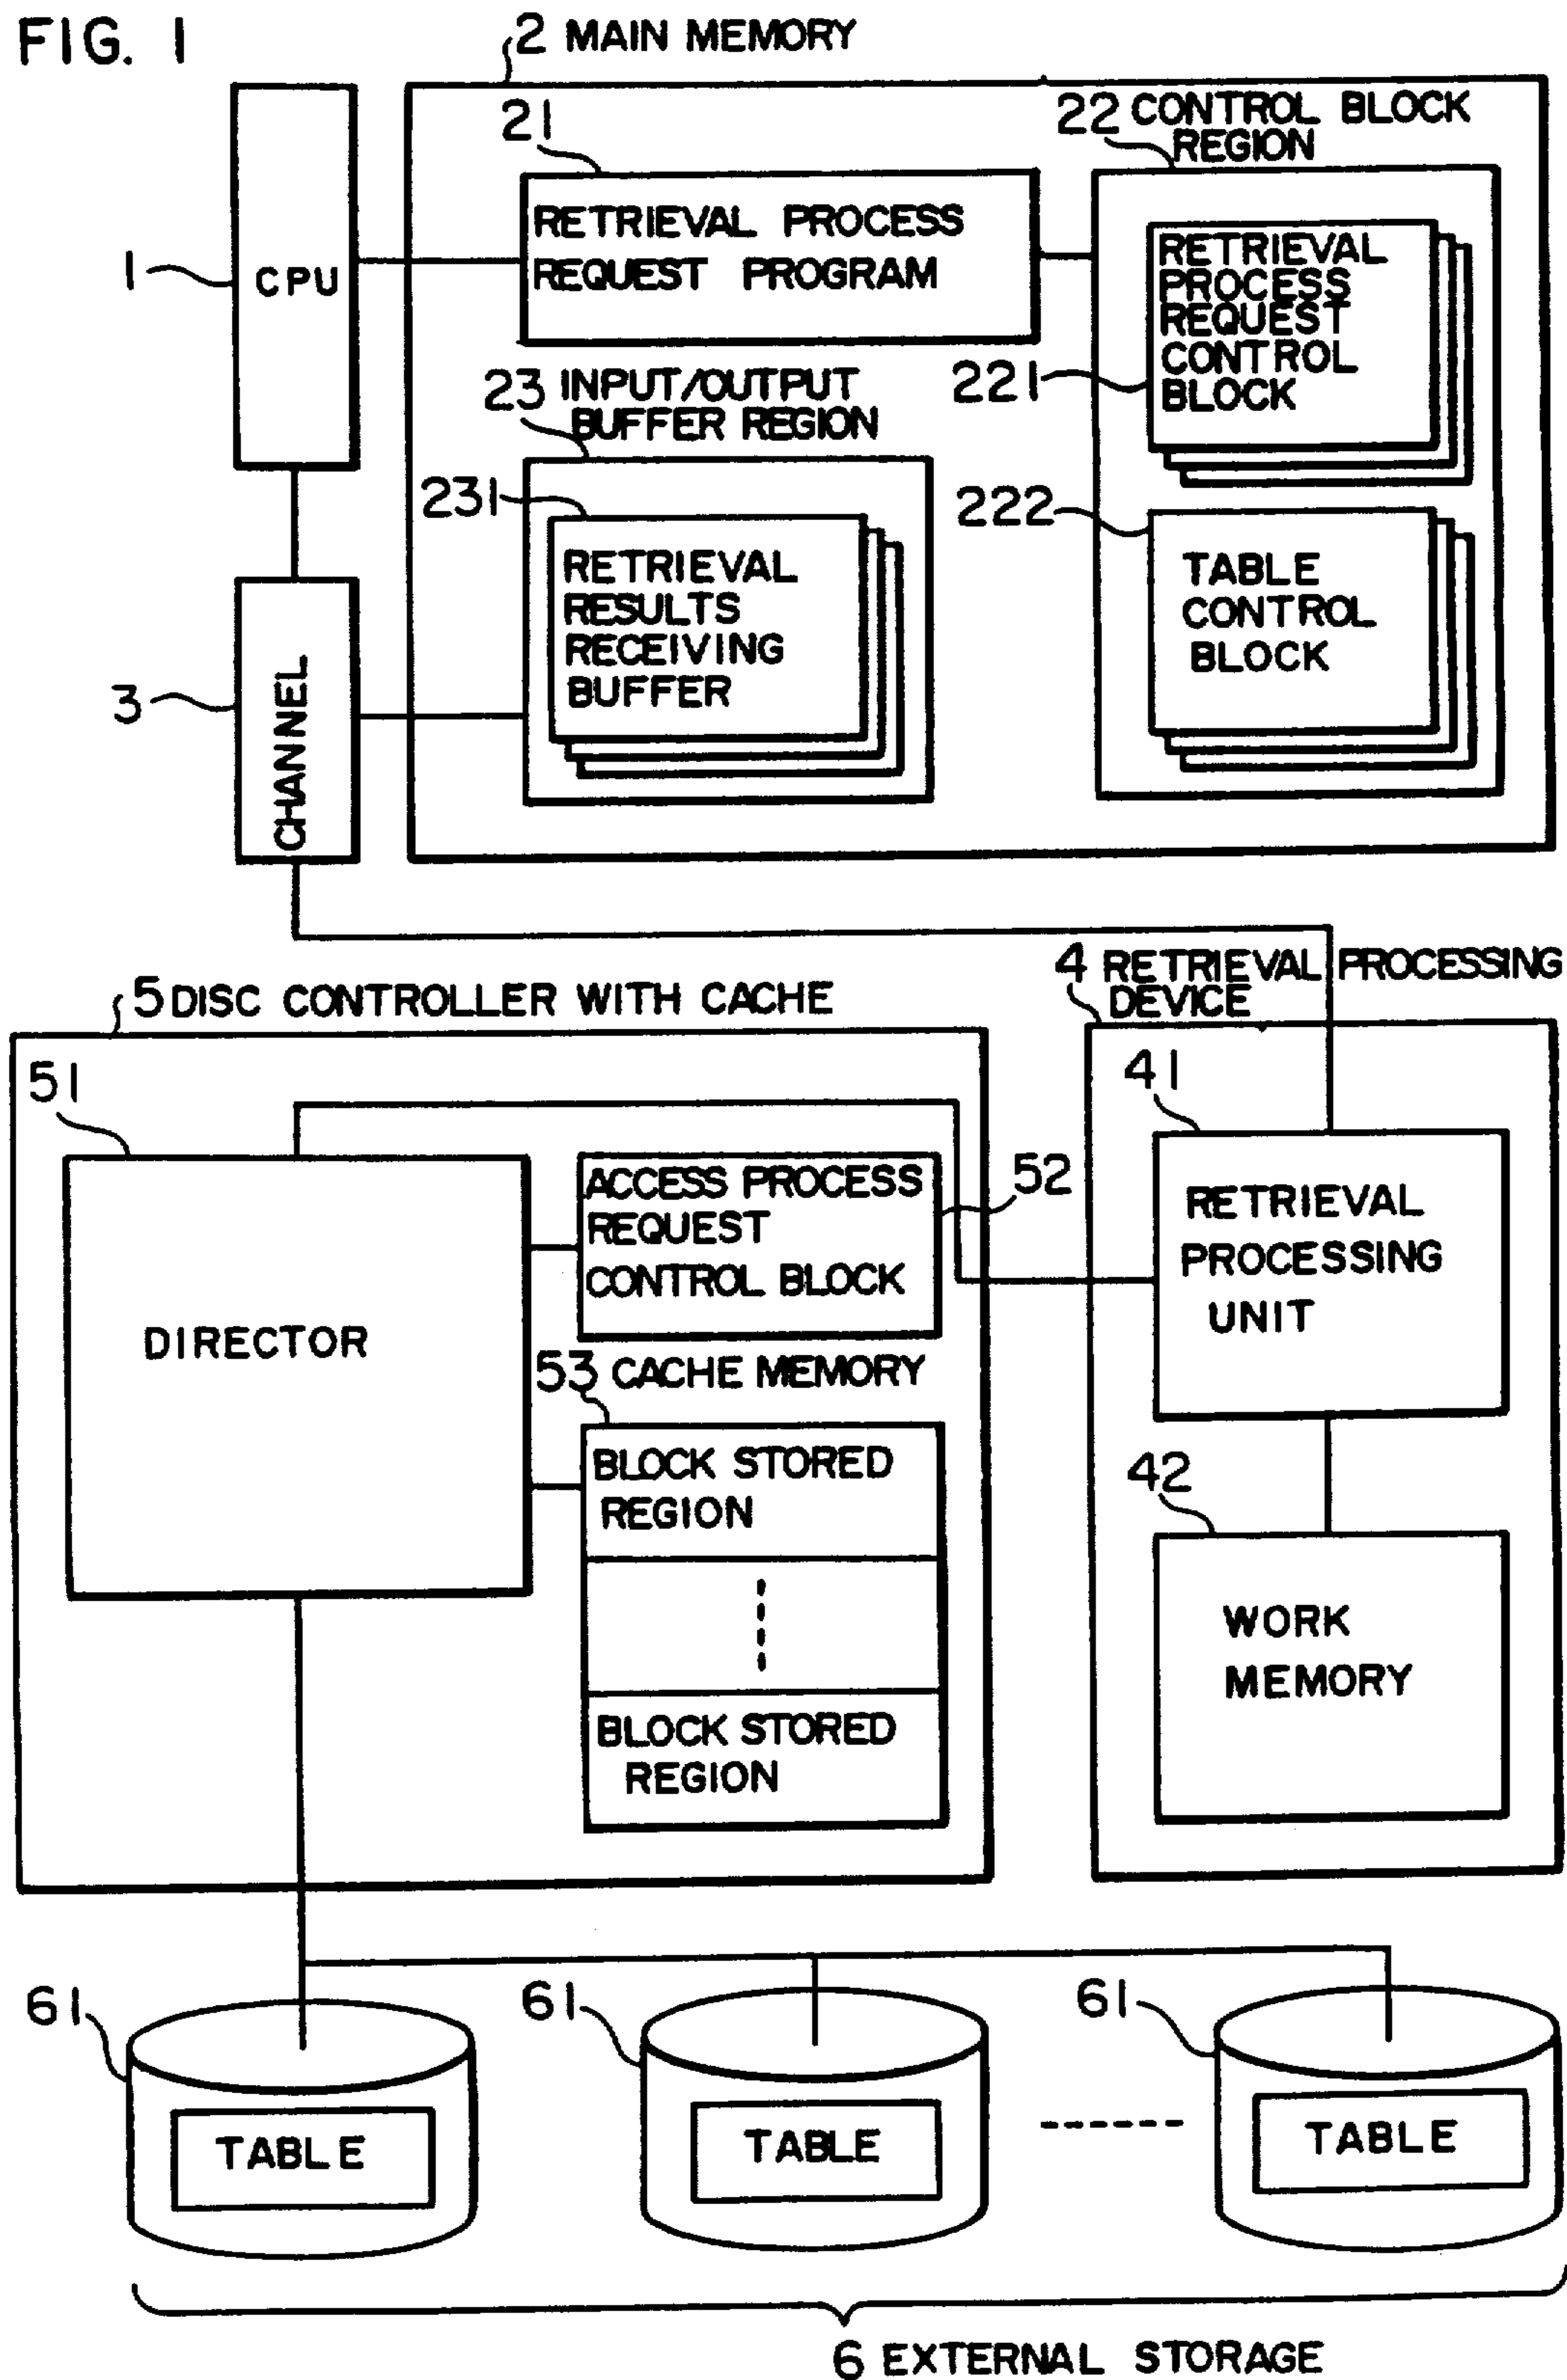 FIG. 1
2 MAIN MEMORY
21
22 CONTROL BLOCK
REGION
RETRIEVAL PROCESS
REQUEST PROGRAM
1
CPU
RETRIEVAL
PROCESS
REQUEST
CONTROL
BLOCK
221
23 INPUT/OUTPUT
BUFFER REGION
231
RETRIEVAL
RESULTS
RECEIVING
BUFFER
222
TABLE
CONTROL
BLOCK
3
CHANNEL
5 DISC CONTROLLER WITH CACHE
4 RETRIEVAL PROCESSING
DEVICE
51
41
DIRECTOR
ACCESS PROCESS
REQUEST
CONTROL BLOCK
52
RETRIEVAL
PROCESSING
UNIT
53 CACHE MEMORY
BLOCK STORED
REGION
BLOCK STORED
REGION
42
WORK
MEMORY
61
61
61
TABLE
TABLE
TABLE
6 EXTERNAL STORAGE